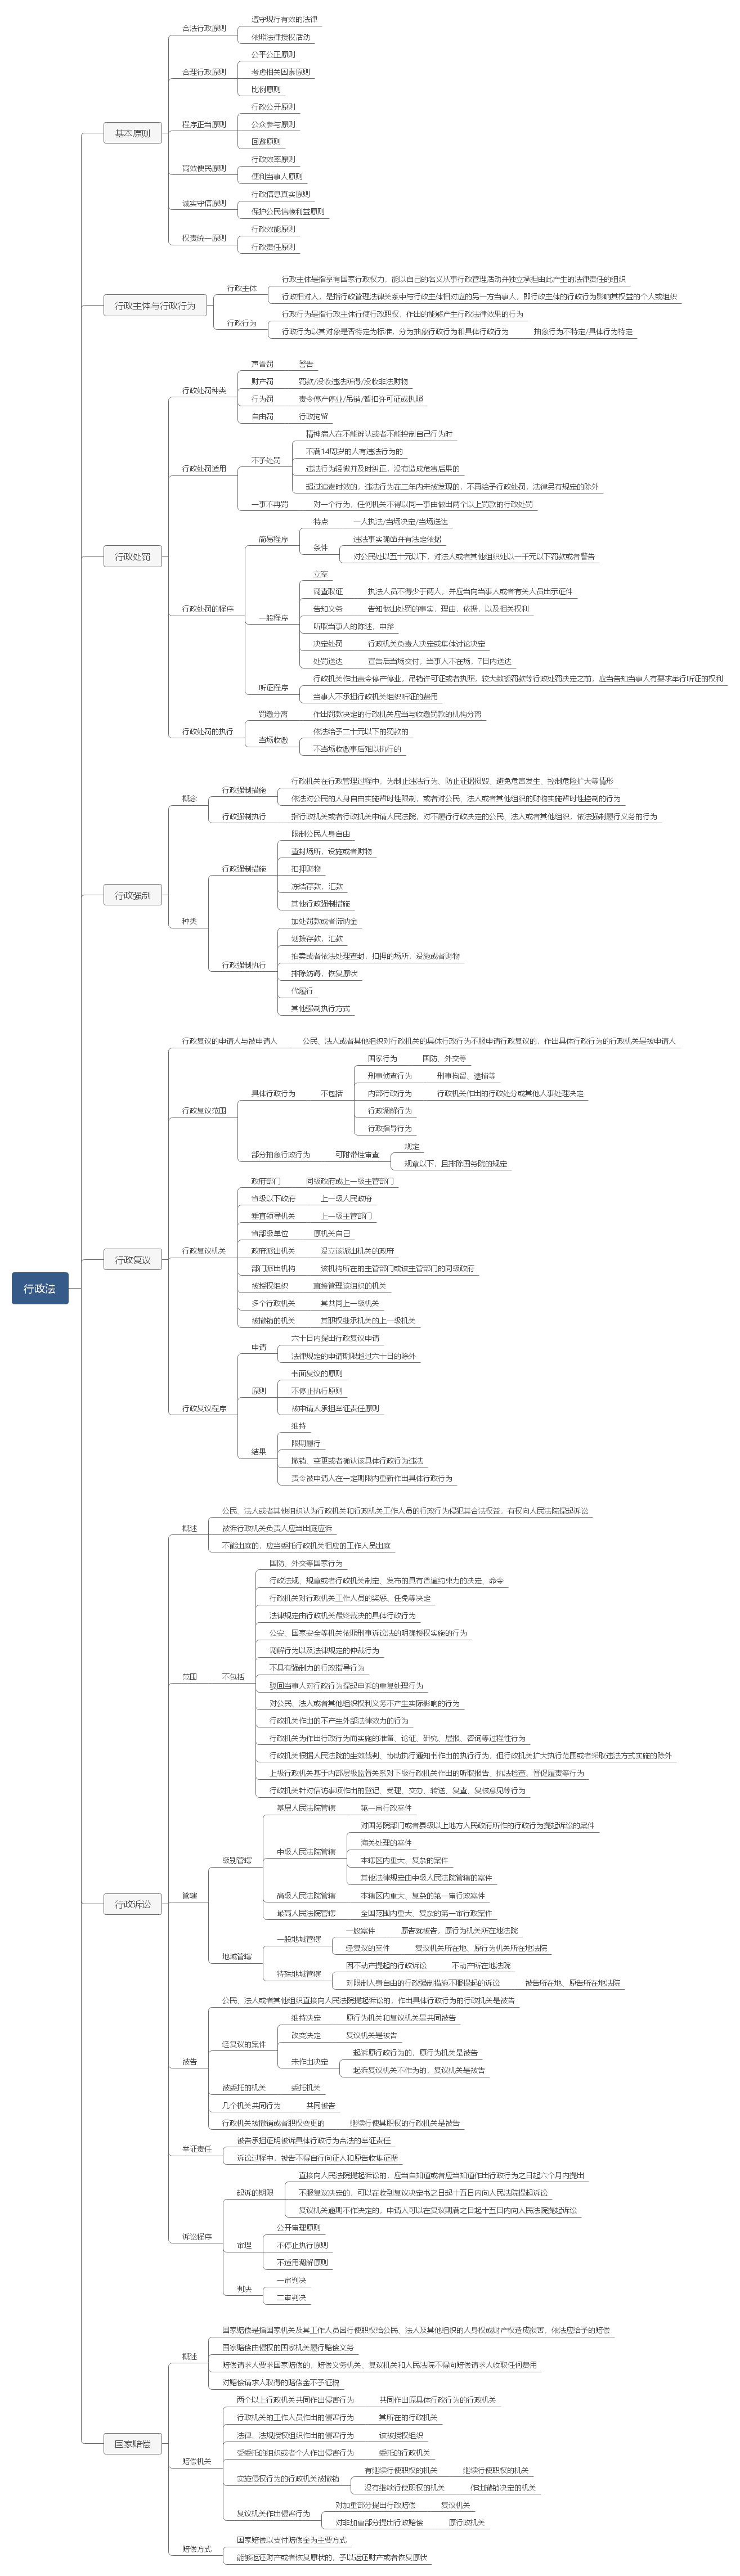 行政法
基本原则
合法行政原则
遵守现行有效的法律
依照法律授权活动
合理行政原则
公平公正原则
考虑相关因素原则
比例原则
程序正当原则
行政公开原则
公众参与原则
回避原则
高效便民原则
行政效率原则
便利当事人原则
诚实守信原则
行政信息真实原则
保护公民信赖利益原则
权责统一原则
行政效能原则
行政责任原则
行政主体与行政行为
行政主体
行政主体是指享有国家行政权力，能以自己的名义从事行政管理活动并独立承担由此产生的法律责任的组织
行政相对人，是指行政管理法律关系中与行政主体相对应的另一方当事人，即行政主体的行政行为影响其权益的个人或组织
行政行为
行政行为是指行政主体行使行政职权，作出的能够产生行政法律效果的行为
行政行为以其对象是否特定为标准，分为抽象行政行为和具体行政行为 抽象行为不特定/具体行为特定
行政处罚
行政处罚种类
声誉罚 警告
财产罚 罚款/没收违法所得/没收非法财物
行为罚 责令停产停业/吊销/暂扣许可证或执照
自由罚 行政拘留
行政处罚适用
不予处罚
精神病人在不能辨认或者不能控制自己行为时
不满14周岁的人有违法行为的
违法行为轻微并及时纠正，没有造成危害后果的
超过追责时效的，违法行为在二年内未被发现的，不再给予行政处罚，法律另有规定的除外
一事不再罚 对一个行为，任何机关不得以同一事由做出两个以上罚款的行政处罚
行政处罚的程序
简易程序
特点 一人执法/当场决定/当场送达
条件
违法事实确凿并有法定依据
对公民处以五十元以下，对法人或者其他组织处以一千元以下罚款或者警告
一般程序
立案
调查取证 执法人员不得少于两人，并应当向当事人或者有关人员出示证件
告知义务 告知做出处罚的事实，理由，依据，以及相关权利
听取当事人的陈述，申辩
决定处罚 行政机关负责人决定或集体讨论决定
处罚送达 宣告后当场交付，当事人不在场，7日内送达
听证程序
行政机关作出责令停产停业，吊销许可证或者执照，较大数额罚款等行政处罚决定之前，应当告知当事人有要求举行听证的权利
当事人不承担行政机关组织听证的费用
行政处罚的执行
罚缴分离 作出罚款决定的行政机关应当与收缴罚款的机构分离
当场收缴
依法给予二十元以下的罚款的
不当场收缴事后难以执行的
行政强制
概念
行政强制措施
行政机关在行政管理过程中，为制止违法行为、防止证据损毁、避免危害发生、控制危险扩大等情形
依法对公民的人身自由实施暂时性限制，或者对公民、法人或者其他组织的财物实施暂时性控制的行为
行政强制执行 指行政机关或者行政机关申请人民法院，对不履行行政决定的公民、法人或者其他组织，依法强制履行义务的行为
种类
行政强制措施
限制公民人身自由
查封场所，设施或者财物
扣押财物
冻结存款，汇款
其他行政强制措施
行政强制执行
加处罚款或者滞纳金
划拨存款，汇款
拍卖或者依法处理查封，扣押的场所，设施或者财物
排除妨碍，恢复原状
代履行
其他强制执行方式
行政复议
行政复议的申请人与被申请人 公民、法人或者其他组织对行政机关的具体行政行为不服申请行政复议的，作出具体行政行为的行政机关是被申请人
行政复议范围
具体行政行为 不包括
国家行为 国防、外交等
刑事侦查行为 刑事拘留、逮捕等
内部行政行为 行政机关作出的行政处分或其他人事处理决定
行政调解行为
行政指导行为
部分抽象行政行为 可附带性审查
规定
规章以下，且排除国务院的规定
行政复议机关
政府部门 同级政府或上一级主管部门
省级以下政府 上一级人民政府
垂直领导机关 上一级主管部门
省部级单位 原机关自己
政府派出机关 设立该派出机关的政府
部门派出机构 该机构所在的主管部门或该主管部门的同级政府
被授权组织 直接管理该组织的机关
多个行政机关 其共同上一级机关
被撤销的机关 其职权继承机关的上一级机关
行政复议程序
申请
六十日内提出行政复议申请
法律规定的申请期限超过六十日的除外
原则
书面复议的原则
不停止执行原则
被申请人承担举证责任原则
结果
维持
限期履行
撤销、变更或者确认该具体行政行为违法
责令被申请人在一定期限内重新作出具体行政行为
行政诉讼
概述
公民、法人或者其他组织认为行政机关和行政机关工作人员的行政行为侵犯其合法权益，有权向人民法院提起诉讼
被诉行政机关负责人应当出庭应诉
不能出庭的，应当委托行政机关相应的工作人员出庭
范围 不包括
国防、外交等国家行为
行政法规、规章或者行政机关制定、发布的具有普遍约束力的决定、命令
行政机关对行政机关工作人员的奖惩、任免等决定
法律规定由行政机关最终裁决的具体行政行为
公安、国家安全等机关依照刑事诉讼法的明确授权实施的行为
调解行为以及法律规定的仲裁行为
不具有强制力的行政指导行为
驳回当事人对行政行为提起申诉的重复处理行为
对公民、法人或者其他组织权利义务不产生实际影响的行为
行政机关作出的不产生外部法律效力的行为
行政机关为作出行政行为而实施的准备、论证、研究、层报、咨询等过程性行为
行政机关根据人民法院的生效裁判、协助执行通知书作出的执行行为，但行政机关扩大执行范围或者采取违法方式实施的除外
上级行政机关基于内部层级监督关系对下级行政机关作出的听取报告、执法检查、督促履责等行为
行政机关针对信访事项作出的登记、受理、交办、转送、复查、复核意见等行为
管辖
级别管辖
基层人民法院管辖 第一审行政案件
中级人民法院管辖
对国务院部门或者县级以上地方人民政府所作的行政行为提起诉讼的案件
海关处理的案件
本辖区内重大、复杂的案件
其他法律规定由中级人民法院管辖的案件
高级人民法院管辖 本辖区内重大、复杂的第一审行政案件
最高人民法院管辖 全国范围内重大、复杂的第一审行政案件
地域管辖
一般地域管辖
一般案件 原告就被告，原行为机关所在地法院
经复议的案件 复议机关所在地、原行为机关所在地法院
特殊地域管辖
因不动产提起的行政诉讼 不动产所在地法院
对限制人身自由的行政强制措施不服提起的诉讼 被告所在地、原告所在地法院
被告
公民、法人或者其他组织直接向人民法院提起诉讼的，作出具体行政行为的行政机关是被告
经复议的案件
维持决定 原行为机关和复议机关是共同被告
改变决定 复议机关是被告
未作出决定
起诉原行政行为的，原行为机关是被告
起诉复议机关不作为的，复议机关是被告
被委托的机关 委托机关
几个机关共同行为 共同被告
行政机关被撤销或者职权变更的 继续行使其职权的行政机关是被告
举证责任
被告承担证明被诉具体行政行为合法的举证责任
诉讼过程中，被告不得自行向证人和原告收集证据
诉讼程序
起诉的期限
直接向人民法院提起诉讼的，应当自知道或者应当知道作出行政行为之日起六个月内提出
不服复议决定的，可以在收到复议决定书之日起十五日内向人民法院提起诉讼
复议机关逾期不作决定的，申请人可以在复议期满之日起十五日内向人民法院提起诉讼
审理
公开审理原则
不停止执行原则
不适用调解原则
判决
一审判决
二审判决
国家赔偿
概述
国家赔偿是指国家机关及其工作人员因行使职权给公民、法人及其他组织的人身权或财产权造成损害，依法应给予的赔偿
国家赔偿由侵权的国家机关履行赔偿义务
赔偿请求人要求国家赔偿的，赔偿义务机关、复议机关和人民法院不得向赔偿请求人收取任何费用
对赔偿请求人取得的赔偿金不予征税
赔偿机关
两个以上行政机关共同作出侵害行为 共同作出原具体行政行为的行政机关
行政机关的工作人员作出的侵害行为 其所在的行政机关
法律、法规授权组织作出的侵害行为 该被授权组织
受委托的组织或者个人作出侵害行为 委托的行政机关
实施侵权行为的行政机关被撤销
有继续行使职权的机关 继续行使职权的机关
没有继续行使职权的机关 作出撤销决定的机关
复议机关作出侵害行为
对加重部分提出行政赔偿 复议机关
对非加重部分提出行政赔偿 原行政机关
赔偿方式
国家赔偿以支付赔偿金为主要方式
能够返还财产或者恢复原状的，予以返还财产或者恢复原状